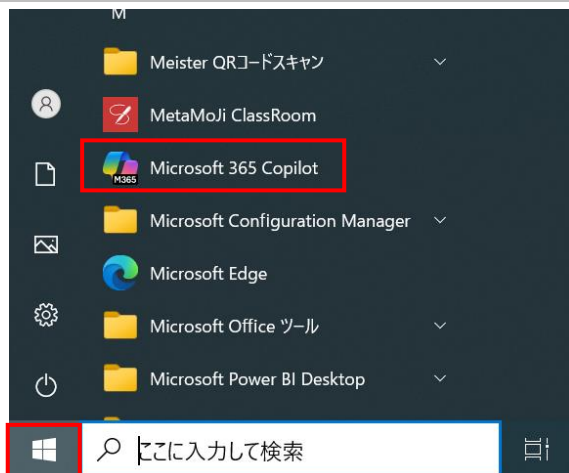 M
Meister QRコードスキャン
MetaMoJi ClassRoom
M365
Microsoft 365 Copilot
Microsoft Configuration Manager
Microsoft Edge
Microsoft Office ツール
Microsoft Power BI Desktop
ここに入力して検索